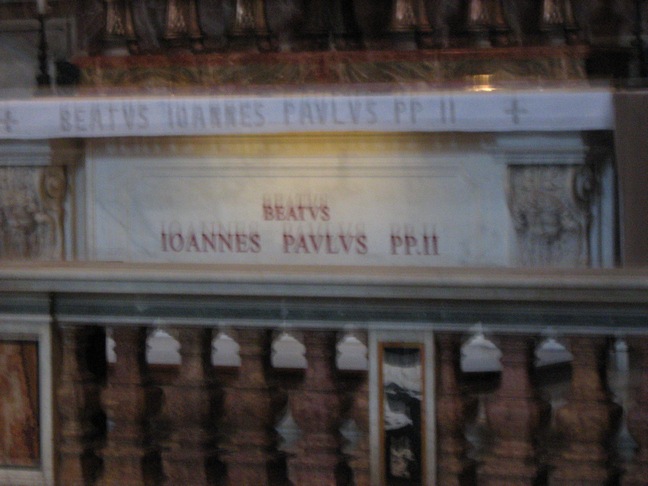 + BEATVS IOANNES PAVLVS PP II +
BEATVS
IOANNES PAVLVS PP.II